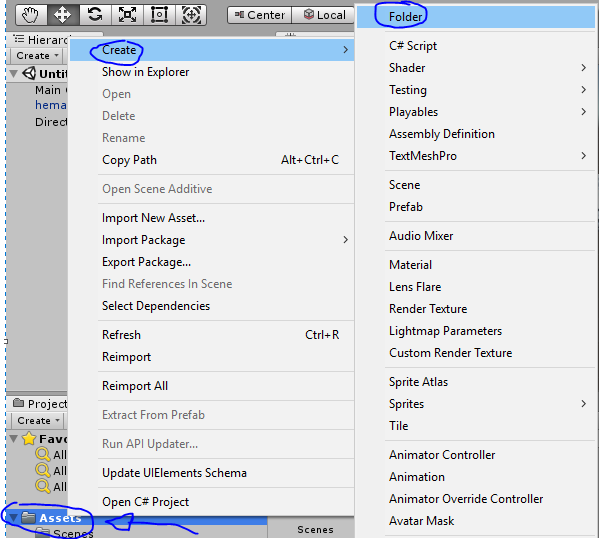 Center Local
Hierar
Create
Untit
Main
hema
Direct
Create
Show in Explorer
Open
Delete
Rename
Copy Path Alt+Ctrl+C
Open Scene Additive
Import New Asset...
Import Package
Export Package...
Find References In Scene
Select Dependencies
Refresh Ctrl+R
Reimport
Reimport All
Extract From Prefab
Run API Updater...
Update UIElements Schema
Open C# Project
Folder
C# Script
Shader
Testing
Playables
Assembly Definition
TextMeshPro
Scene
Prefab
Audio Mixer
Material
Lens Flare
Render Texture
Lightmap Parameters
Custom Render Texture
Sprite Atlas
Sprites
Tile
Animator Controller
Animation
Animator Override Controller
Avatar Mask
Project
Create
Favo
All
All
All
Assets
Scenes
Scenes